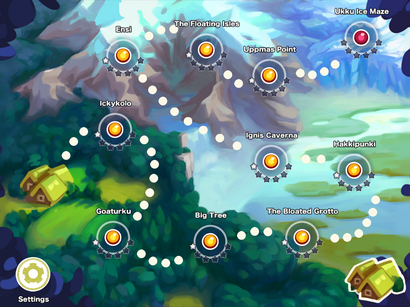 Ukku Ice Maze
The Floating Isles
Ensi
Uppmas Point
Ickykolo
Ignis Caverna
Hakkipunki
Goaturku
Big Tree
The Bloated Grotto
Settings